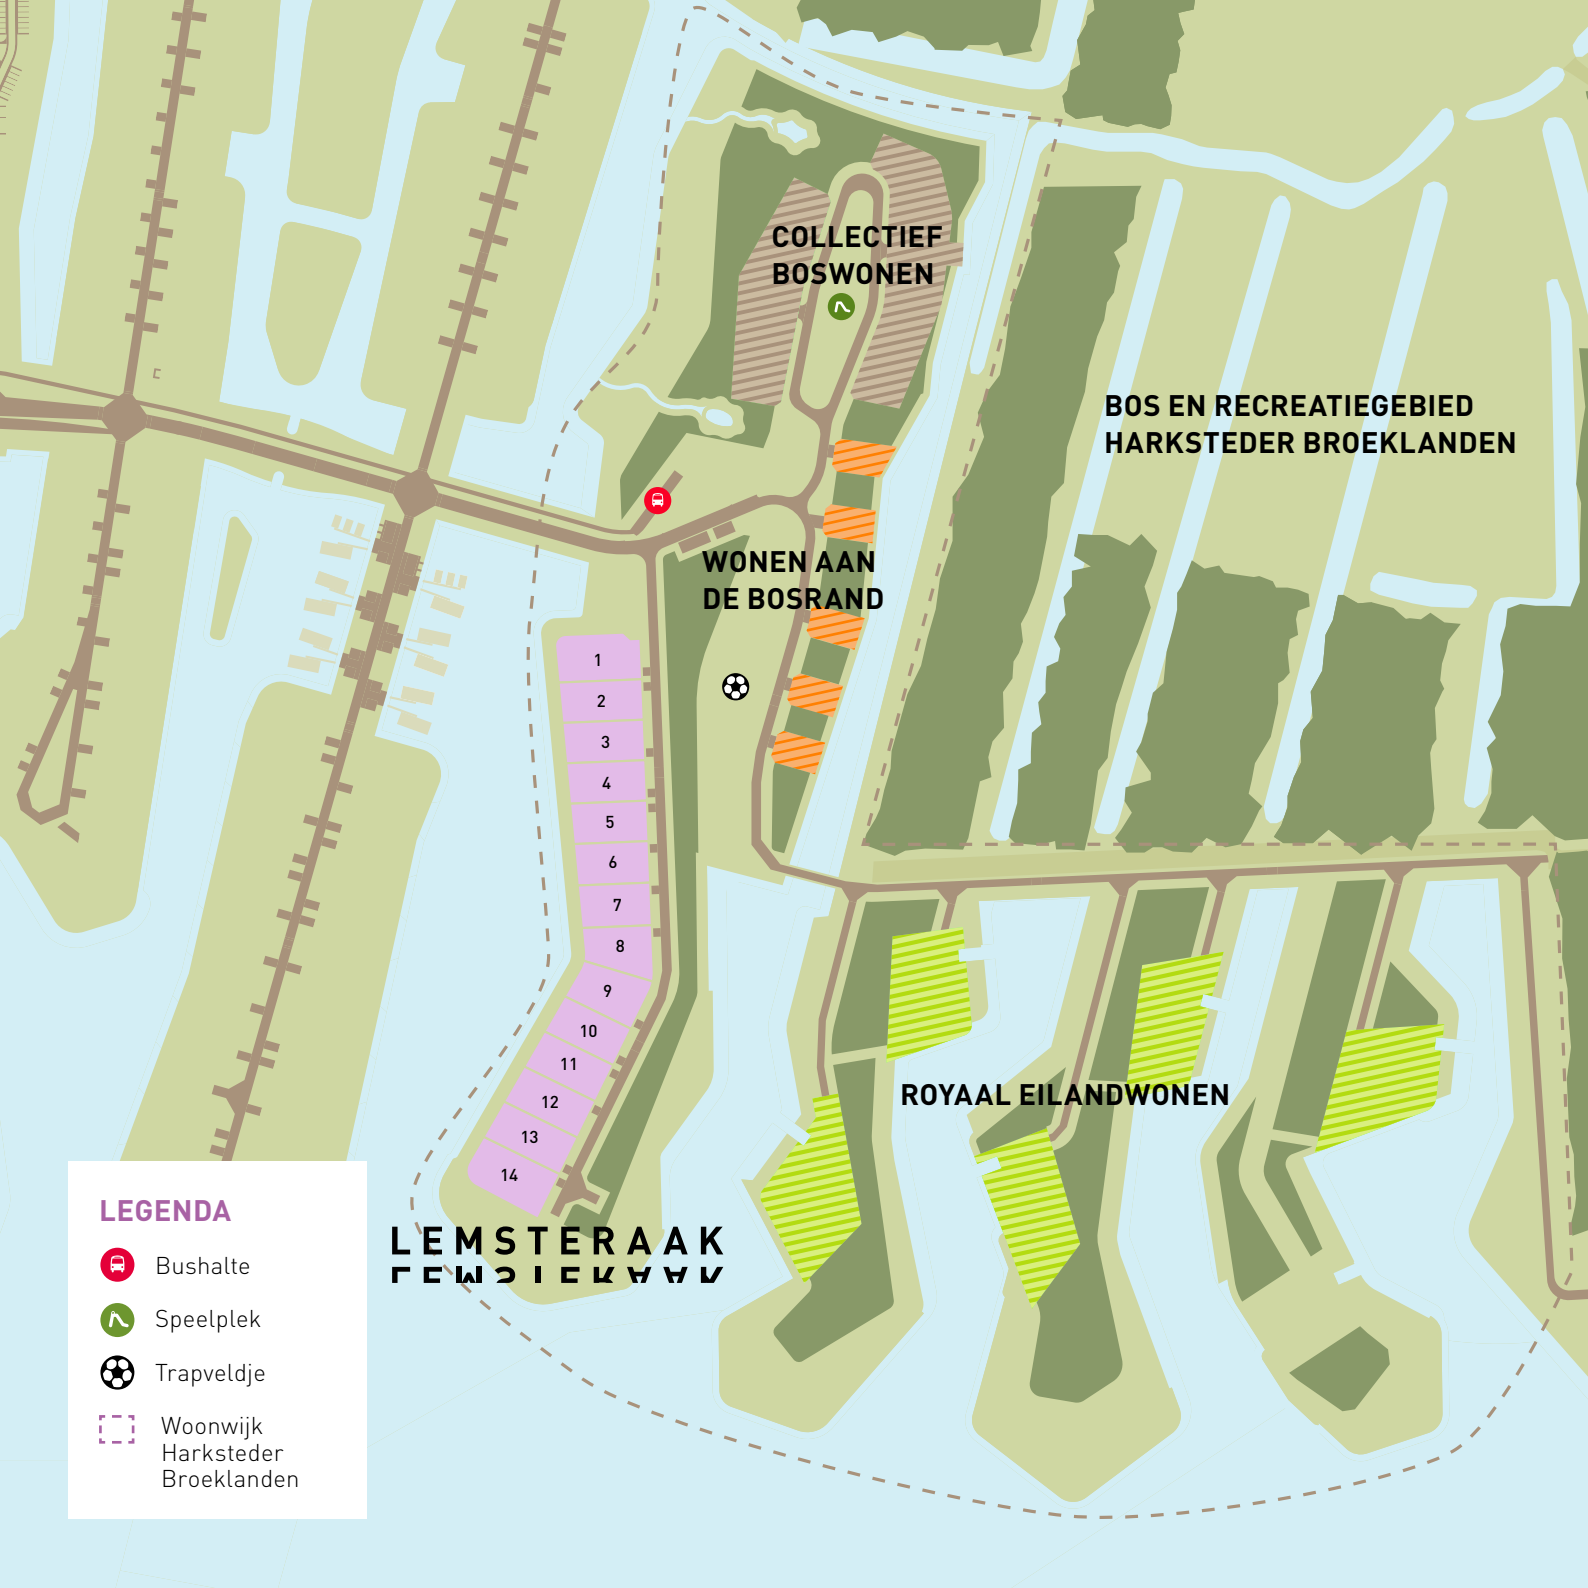 COLLECTIEF
BOSWONEN
BOS EN RECREATIEGEBIED
HARKSTEDER BROEKLANDEN
WONEN AAN
DE BOSRAND
1
2
3
4
5
6
7
8
9
10
11
12
13
14
ROYAAL EILANDWONEN
LEMSTERAAK
LEGENDA
Bushalte
Speelplek
Trapveldje
Woonwijk
Harksteder
Broeklanden